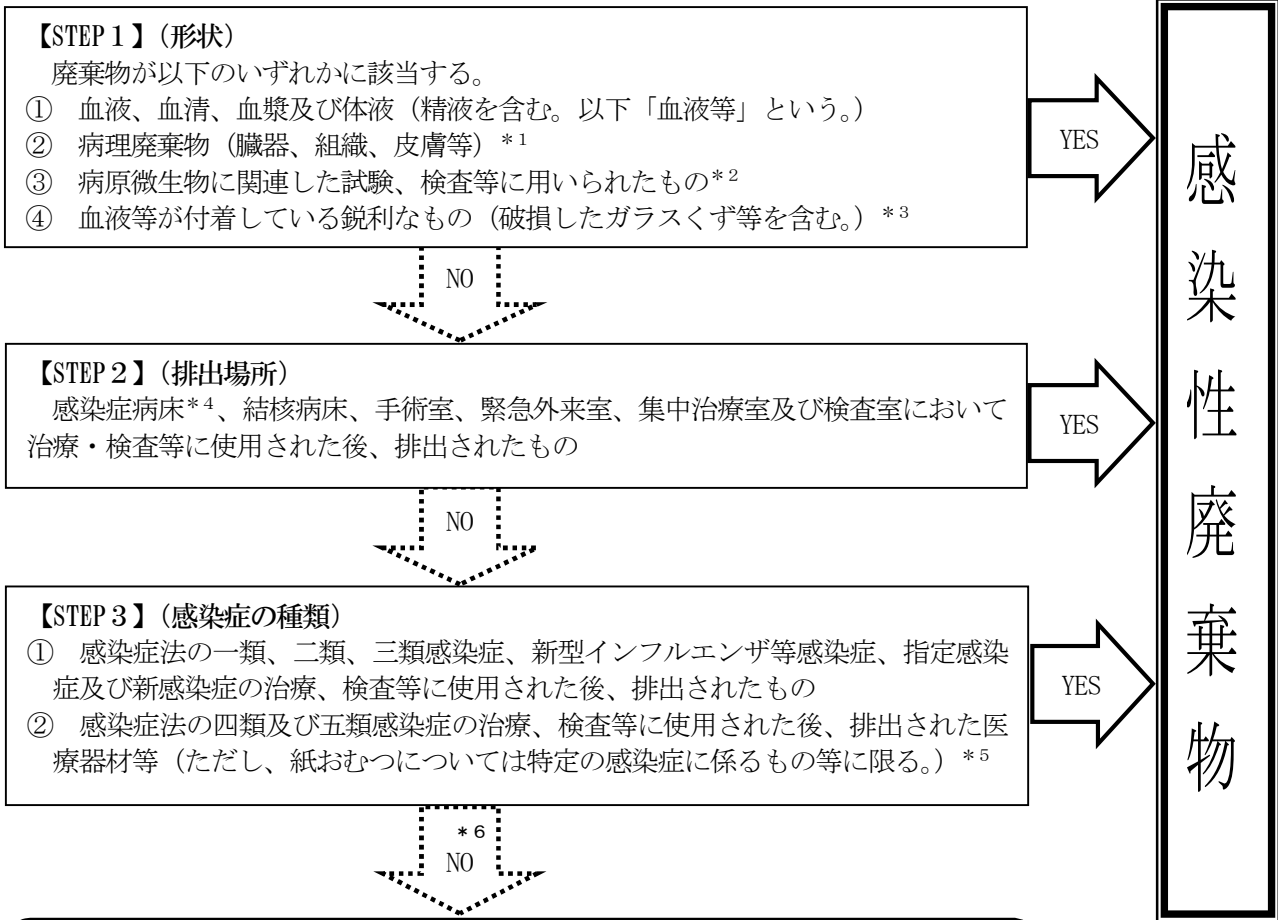 【STEP１】（形状）
廃棄物が以下のいずれかに該当する。
① 血液、血清、血漿及び体液（精液を含む。以下「血液等」という。）
② 病理廃棄物（臓器、組織、皮膚等）＊１
③ 病原微生物に関連した試験、検査等に用いられたもの＊２
④ 血液等が付着している鋭利なもの（破損したガラスくず等を含む。）＊３
YES
NO
【STEP２】（排出場所）
感染症病床＊４、結核病床、手術室、緊急外来室、集中治療室及び検査室において
治療・検査等に使用された後、排出されたもの
YES
NO
【STEP３】（感染症の種類）
① 感染症法の一類、二類、三類感染症、新型インフルエンザ等感染症、指定感染
症及び新感染症の治療、検査等に使用された後、排出されたもの
② 感染症法の四類及び五類感染症の治療、検査等に使用された後、排出された医
療器材等（ただし、紙おむつについては特定の感染症に係るもの等に限る。）＊５
YES
＊６
NO
感染性廃棄物